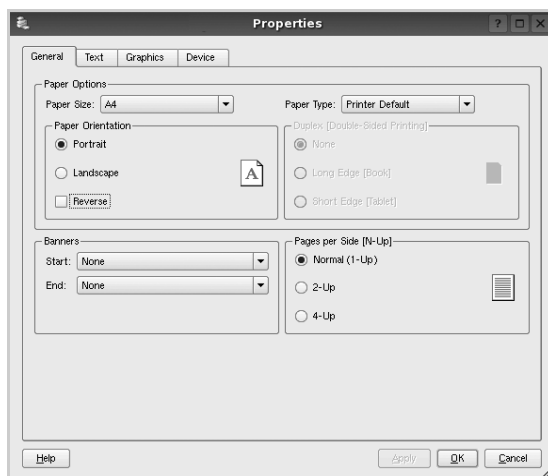 Properties
General Text Graphics Device
Paper Options
Paper Size: A4 Paper Type: Printer Default
Paper Orientation
Portrait
Landscape
Reverse
A
Duplex [Double-Sided Printing]
None
Long Edge [Book]
Short Edge [Tablet]
Banners
Start: None
End: None
Pages per Side [N-Up]
Normal (1-Up)
2-Up
4-Up
Help Apply OK Cancel